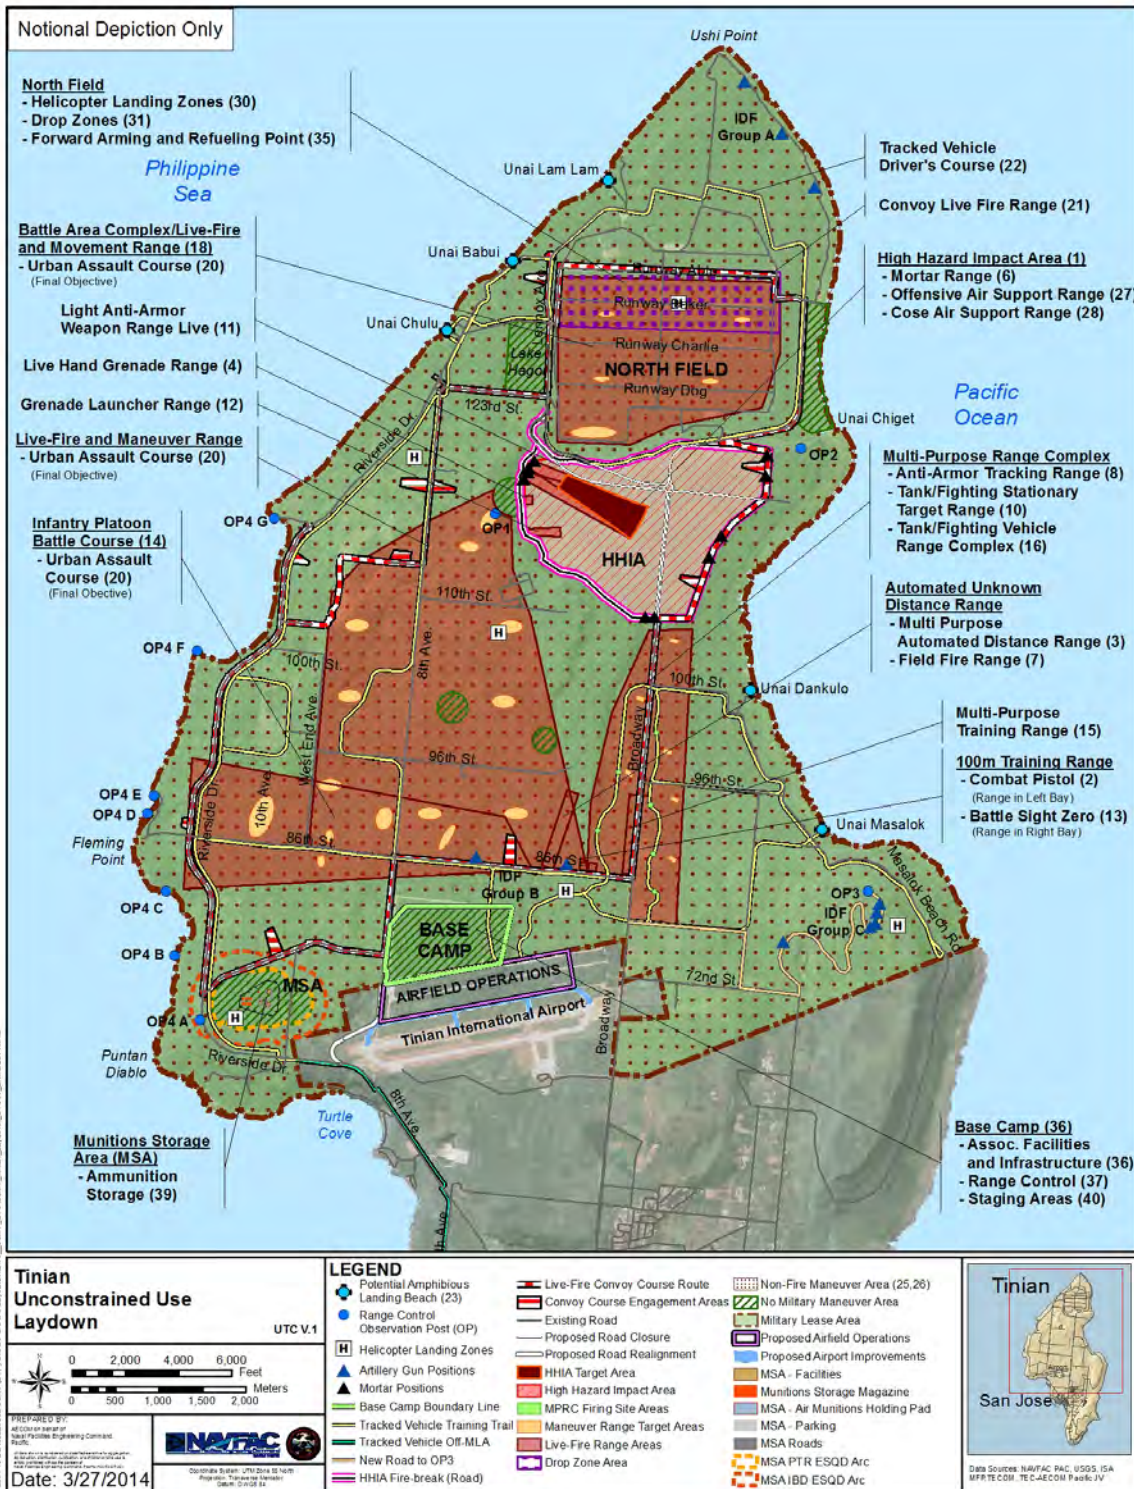 Notional Depiction Only
Ushi Point
North Field
- Helicopter Landing Zones (30)
- Drop Zones (31)
- Forward Arming and Refueling Point (35)
Philippine
Sea
IDF
Group A
Tracked Vehicle
Driver's Course (22)
Unai Lam Lam
Convoy Live Fire Range (21)
Battle Area Complex/Live-Fire
and Movement Range (18)
- Urban Assault Course (20)
(Final Objective)
Unai Babui
High Hazard Impact Area (1)
- Mortar Range (6)
- Offensive Air Support Range (27)
- Cose Air Support Range (28)
Runway Able
Runway Baker
H
Lennox Ave
Light Anti-Armor
Weapon Range Live (11)
Unai Chulu
Runway Charlie
Lake
Hagoi
NORTH FIELD
Runway Dog
Live Hand Grenade Range (4)
Grenade Launcher Range (12)
123rd St.
Pacific
Ocean
Unai Chiget
Riverside Dr.
Live-Fire and Maneuver Range
- Urban Assault Course (20)
(Final Objective)
H
OP2
Multi-Purpose Range Complex
- Anti-Armor Tracking Range (8)
- Tank/Fighting Stationary
Target Range (10)
- Tank/Fighting Vehicle
Range Complex (16)
OP4 G
OP1
Infantry Platoon
Battle Course (14)
- Urban Assault
Course (20)
(Final Obective)
HHIA
110th St.
8th Ave.
H
Automated Unknown
Distance Range
- Multi Purpose
Automated Distance Range (3)
- Field Fire Range (7)
OP4 F
100th St.
100th St.
Unai Dankulo
Multi-Purpose
Training Range (15)
West End Ave.
Broadway
96th St.
96th St.
100m Training Range
- Combat Pistol (2)
(Range in Left Bay)
- Battle Sight Zero (13)
(Range in Right Bay)
OP4 E
OP4 D
Riverside Dr.
10th Ave.
Unai Masalok
Fleming
Point
86th St.
86th St.
IDF
Group B
H
Masalok Beach Rd
OP4 C
OP3
IDF
Group C
H
BASE
CAMP
OP4 B
MSA
72nd St.
AIRFIELD OPERATIONS
Tinian International Airport
Broadway
OP4 A
H
Puntan
Diablo
Riverside Dr.
Turtle
Cove
8th Ave.
Munitions Storage
Area (MSA)
- Ammunition
Storage (39)
Base Camp (36)
- Assoc. Facilities
and Infrastructure (36)
- Range Control (37)
- Staging Areas (40)
Tinian
Unconstrained Use
Laydown
UTC V.1
0 2,000 4,000 6,000
Feet
Meters
0 500 1,000 1,500 2,000
PREPARED BY:
NAVFAC
Date: 3/27/2014
LEGEND
Potential Amphibious
Landing Beach (23)
Range Control
Observation Post (OP)
H Helicopter Landing Zones
Artillery Gun Positions
Mortar Positions
Base Camp Boundary Line
Tracked Vehicle Training Trail
Tracked Vehicle Off-MLA
New Road to OP3
HHIA Fire-break (Road)
Live-Fire Convoy Course Route
Convoy Course Engagement Areas
Existing Road
Proposed Road Closure
Proposed Road Realignment
HHIA Target Area
High Hazard Impact Area
MPRC Firing Site Areas
Maneuver Range Target Areas
Live-Fire Range Areas
Drop Zone Area
Non-Fire Maneuver Area (25,26)
No Military Maneuver Area
Military Lease Area
Proposed Airfield Operations
Proposed Airport Improvements
MSA - Facilities
Munitions Storage Magazine
MSA - Air Munitions Holding Pad
MSA - Parking
MSA Roads
MSA PTR ESQD Arc
MSA IBD ESQD Arc
Tinian
San Jose